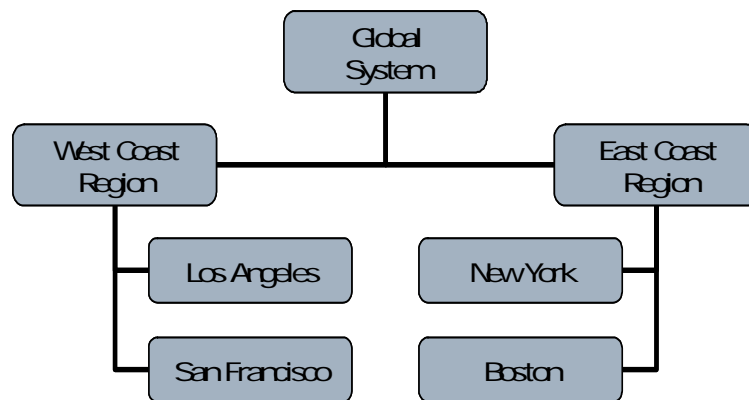 Global
System
West Coast
Region
East Coast
Region
Los Angeles
New York
San Francisco
Boston